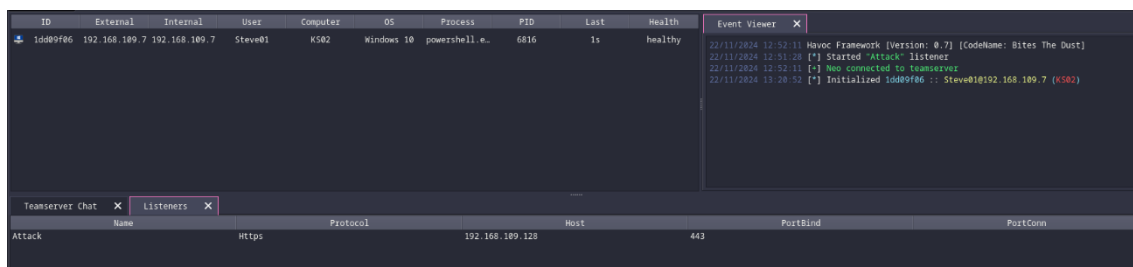 ID External Internal User Computer OS Process PID Last Health
1dd09f06 192.168.109.7 192.168.109.7 Steve01 KS02 Windows 10 powershell.e… 6816 1s healthy
Event Viewer X
22/11/2024 12:52:11 Havoc Framework [Version: 0.7] [CodeName: Bites The Dust]
22/11/2024 12:51:28 [*] Started "Attack" listener
22/11/2024 12:52:11 [+] Neo connected to teamserver
22/11/2024 13:20:52 [*] Initialized 1dd09f06 :: Steve01@192.168.109.7 (KS02)
Teamserver Chat X Listeners X
Name Protocol Host PortBind PortConn
Attack Https 192.168.109.128 443